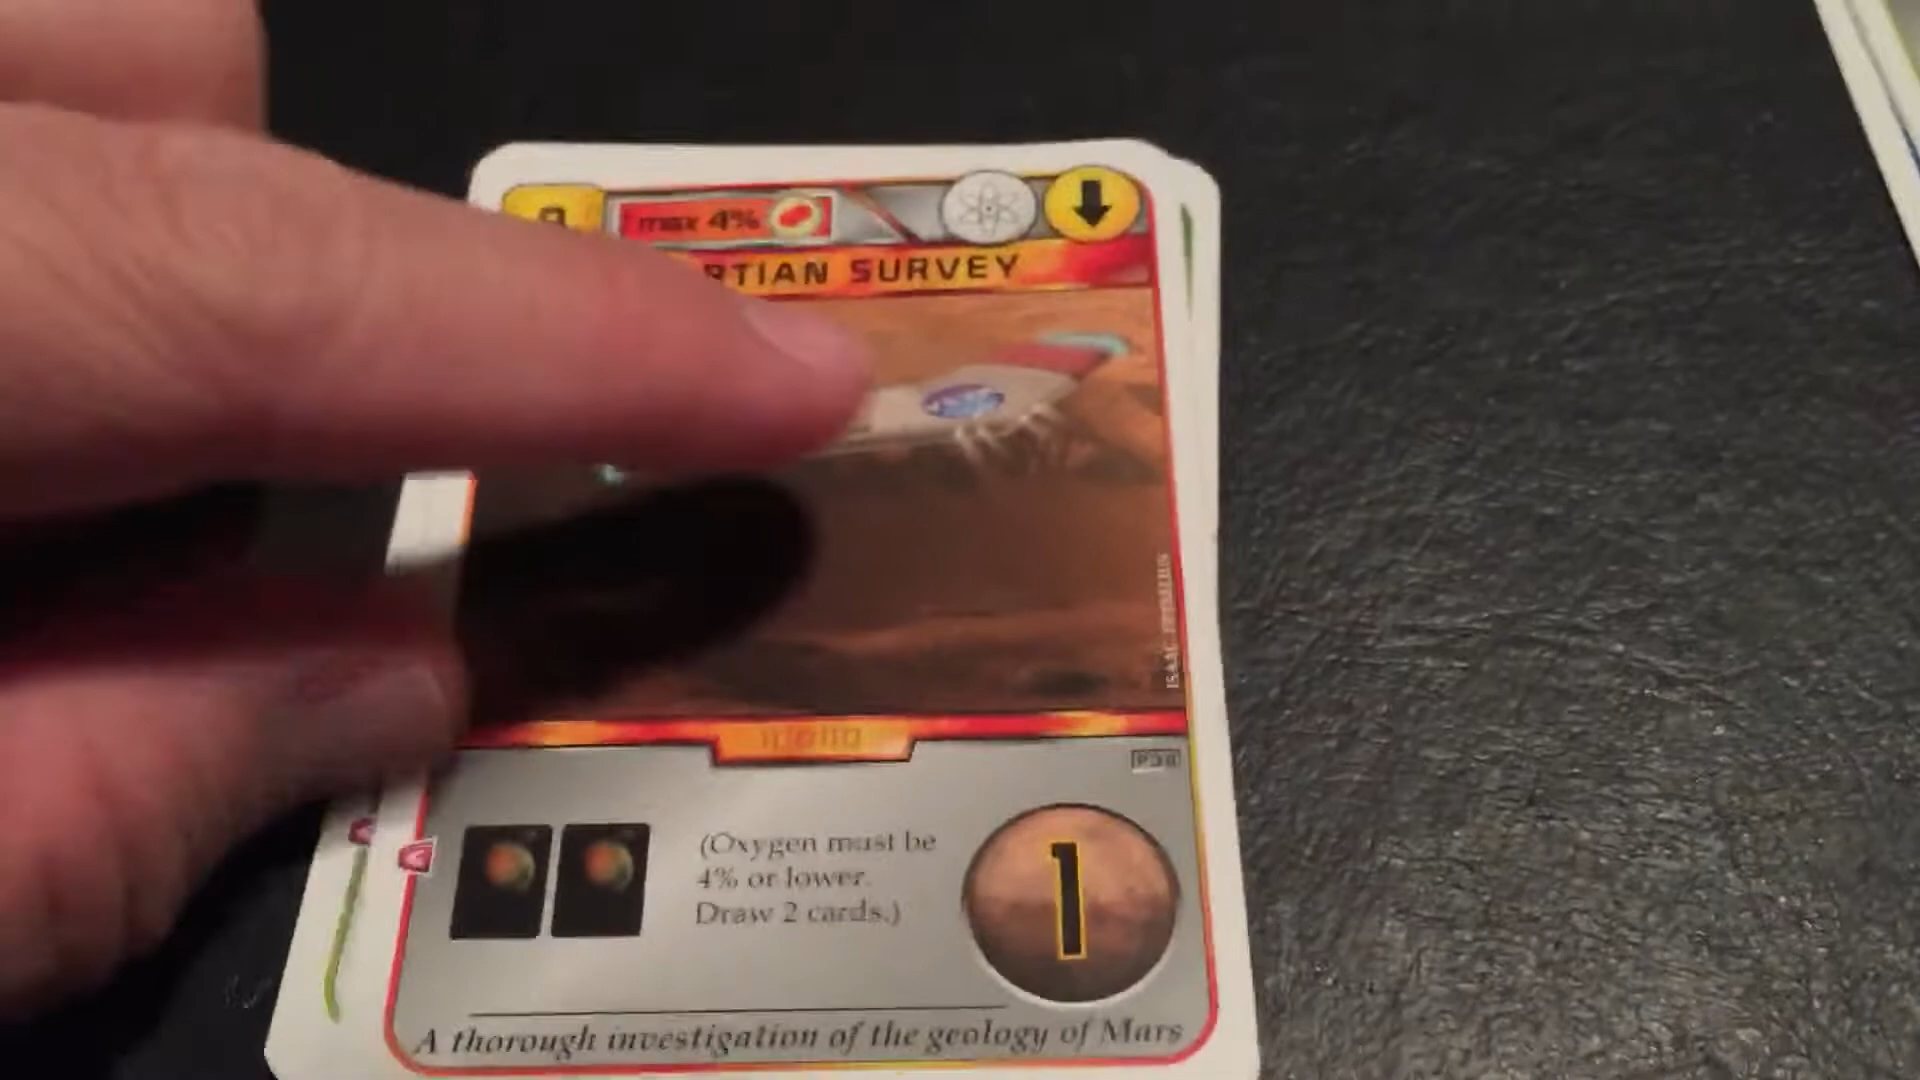 max 4%
RTIAN SURVEY
(Oxygen must be
4% or lower.
Draw 2 cards.)
1
A thorough investigation of the geology of Mars